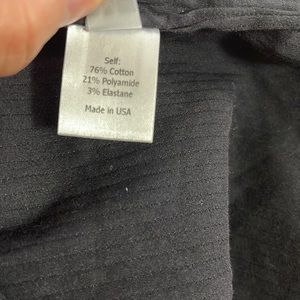 Self:
76% Cotton
21% Polyamide
3% Elastane
Made in USA